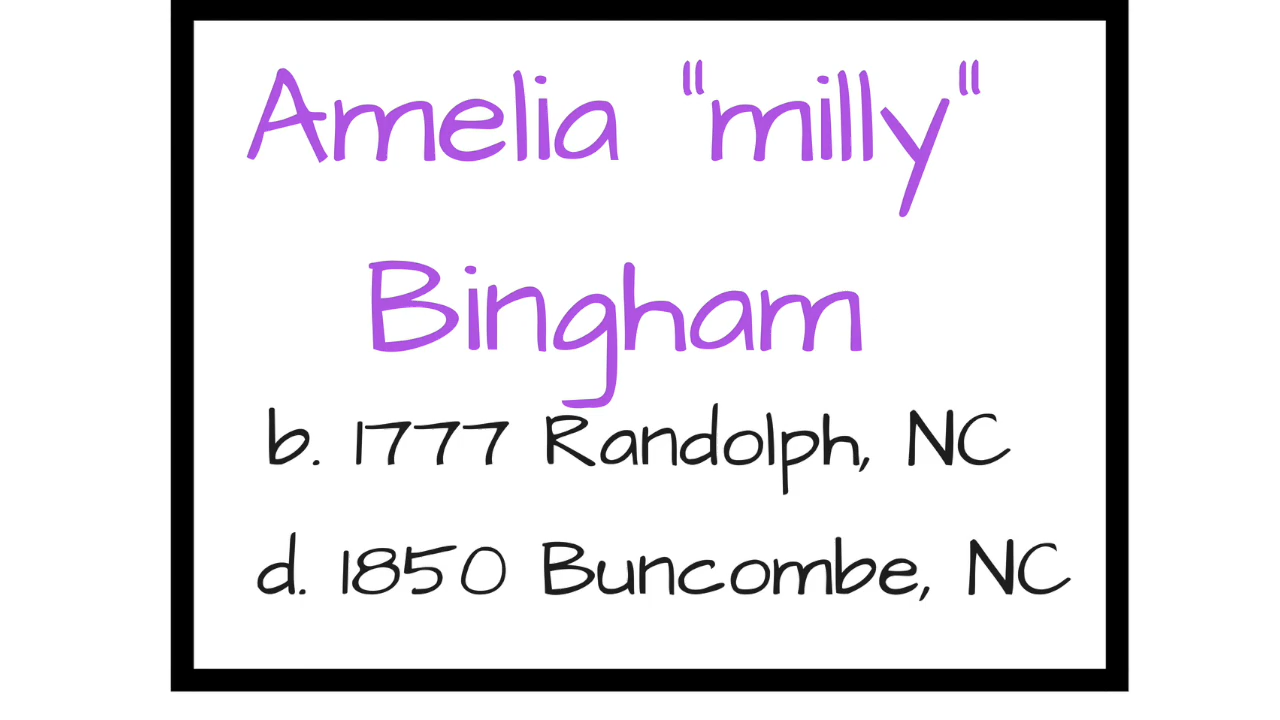 Amelia "milly"
Bingham
b. 1777 Randolph, NC
d. 1850 Buncombe, NC